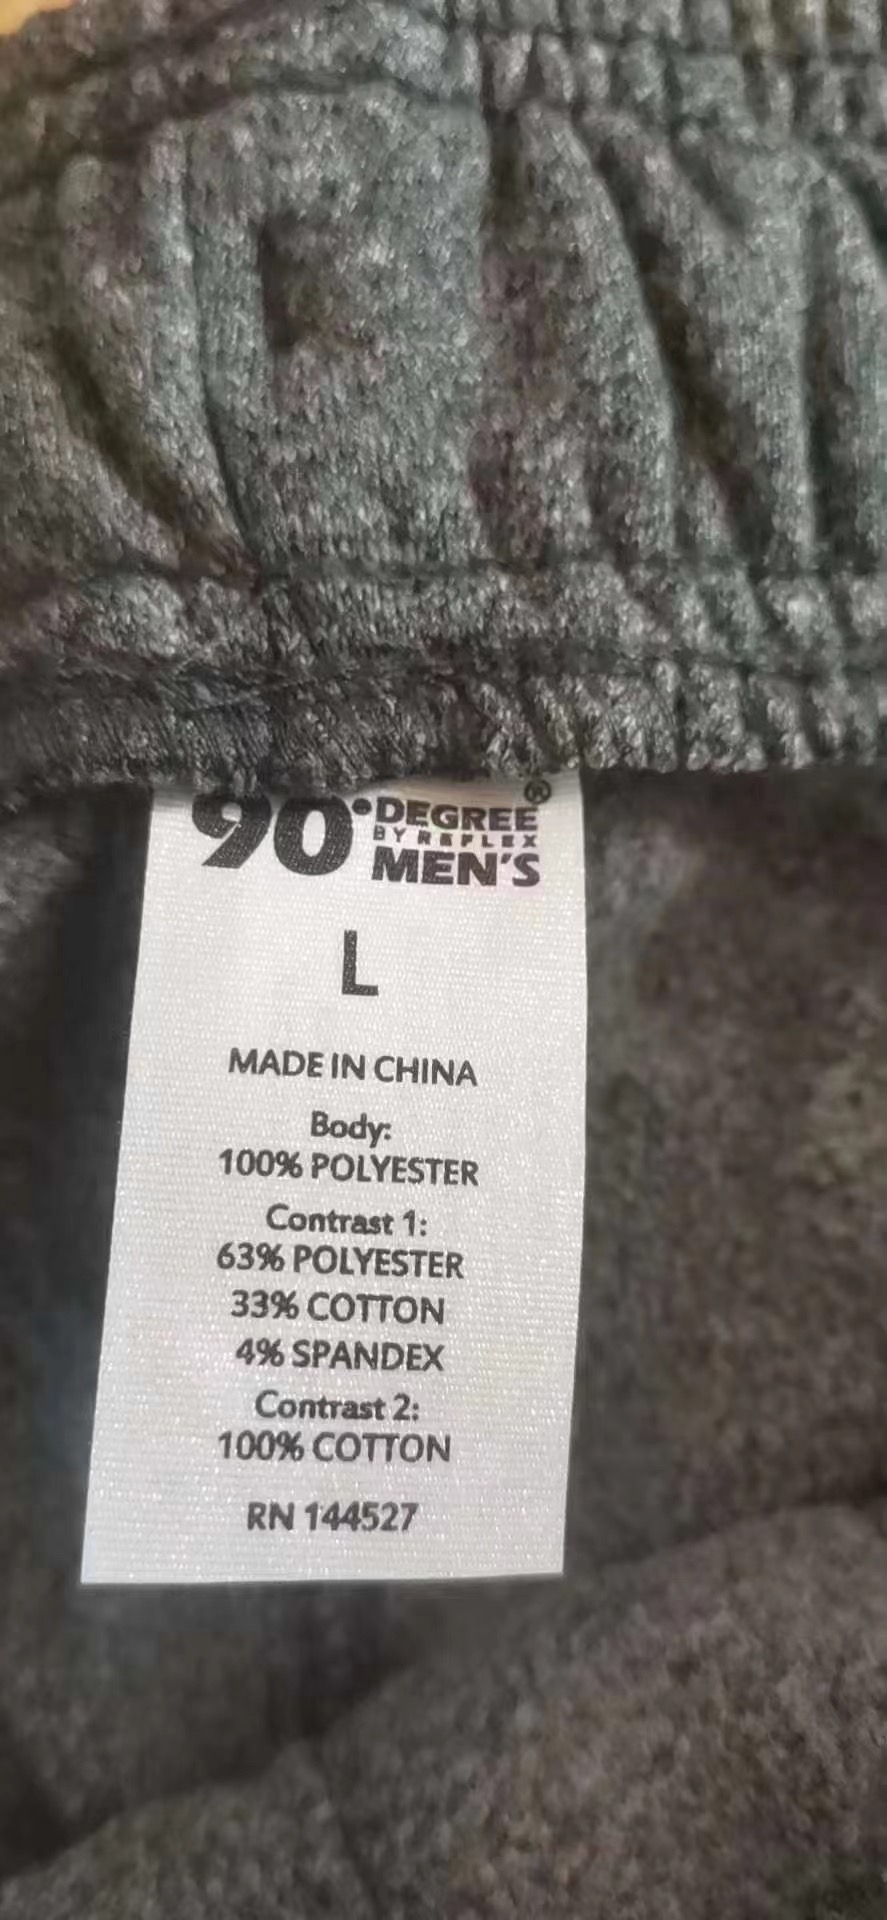 90°DEGREE®
BY REFLEX
MEN'S
L
MADE IN CHINA
Body:
100% POLYESTER
Contrast 1:
63% POLYESTER
33% COTTON
4% SPANDEX
Contrast 2:
100% COTTON
RN 144527